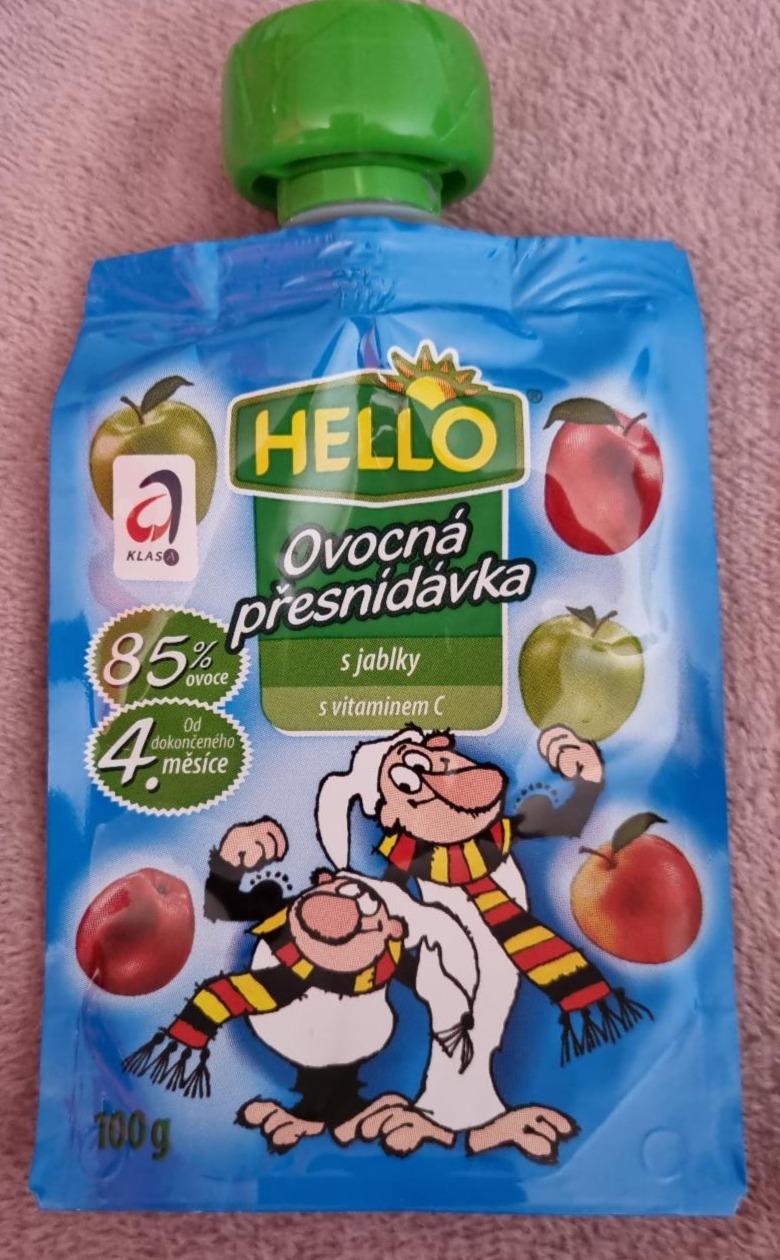 HELLO
®
KLASA
Ovocná
přesnídávka
85%
ovoce
s jablky
s vitaminem C
Od
dokončeného
4. měsíce
100 g